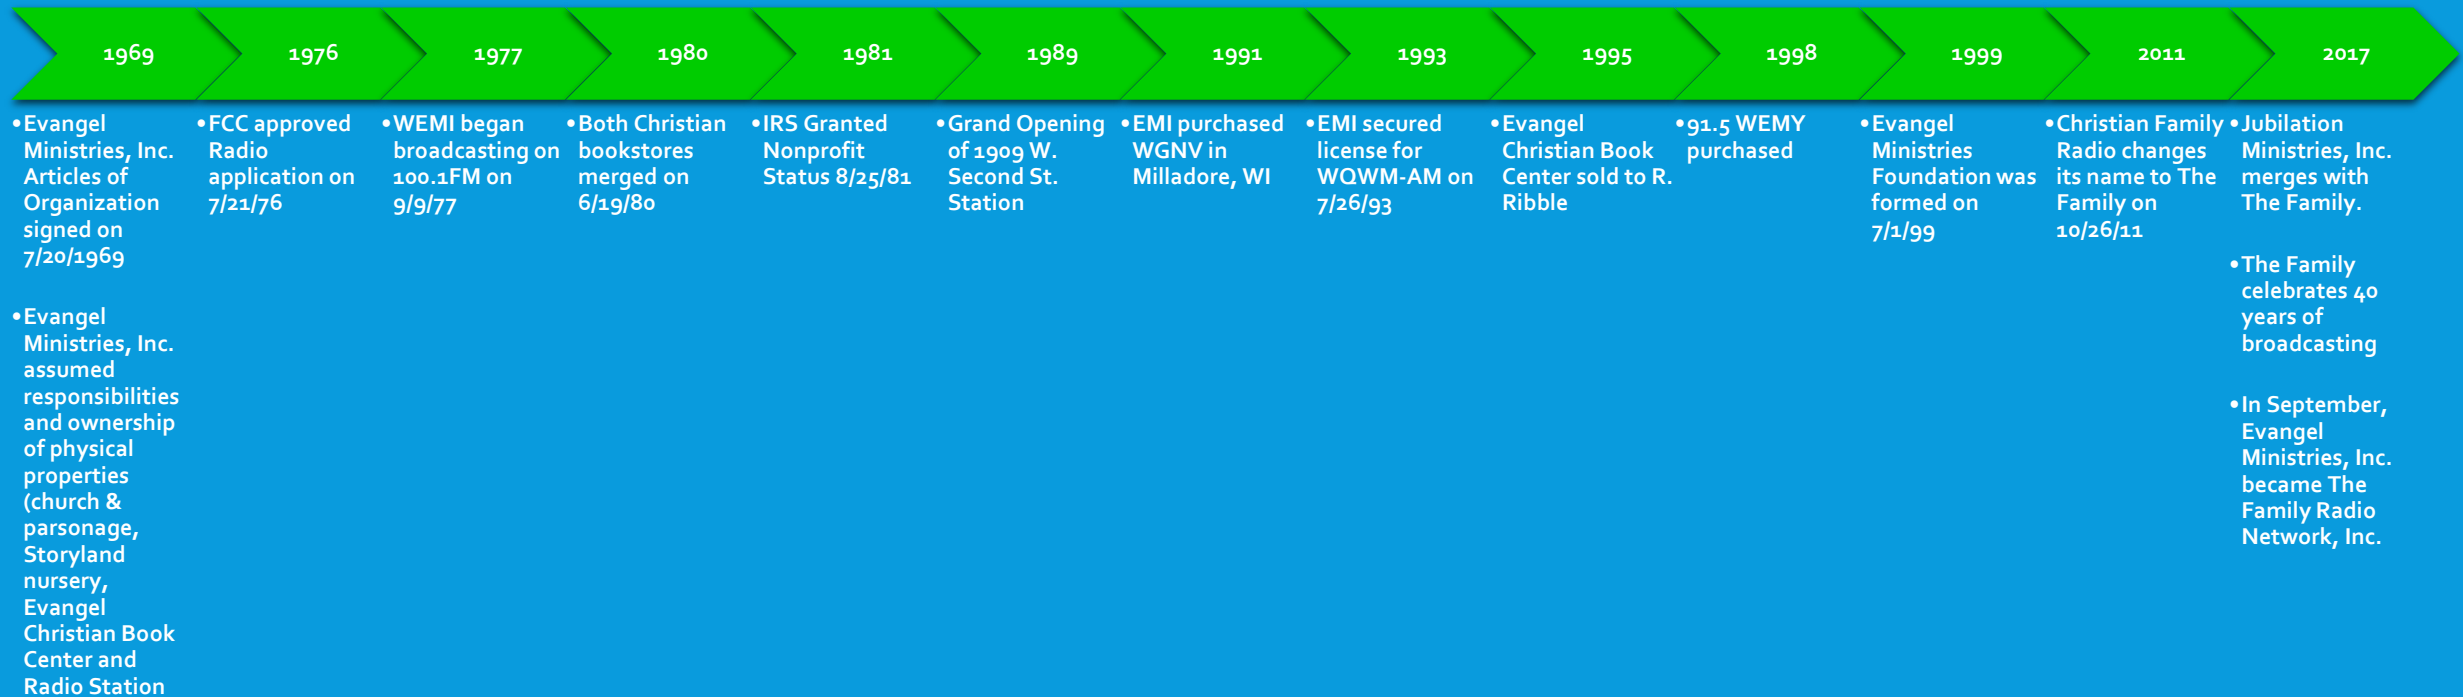 1969
1976
1977
1980
1981
1989
1991
1993
1995
1998
1999
2011
2017
•Evangel
Ministries, Inc.
Articles of
Organization
signed on
7/20/1969
•Evangel
Ministries, Inc.
assumed
responsibilities
and ownership
of physical
properties
(church &
parsonage,
Storyland
nursery,
Evangel
Christian Book
Center and
Radio Station
•FCC approved
Radio
application on
7/21/76
•WEMI began
broadcasting on
100.1FM on
9/9/77
•Both Christian
bookstores
merged on
6/19/80
•IRS Granted
Nonprofit
Status 8/25/81
•Grand Opening
of 1909 W.
Second St.
Station
•EMI purchased
WGNV in
Milladore, WI
•EMI secured
license for
WQWM-AM on
7/26/93
•Evangel
Christian Book
Center sold to R.
Ribble
•91.5 WEMY
purchased
•Evangel
Ministries
Foundation was
formed on
7/1/99
•Christian Family
Radio changes
its name to The
Family on
10/26/11
•Jubilation
Ministries, Inc.
merges with
The Family.
•The Family
celebrates 40
years of
broadcasting
•In September,
Evangel
Ministries, Inc.
became The
Family Radio
Network, Inc.